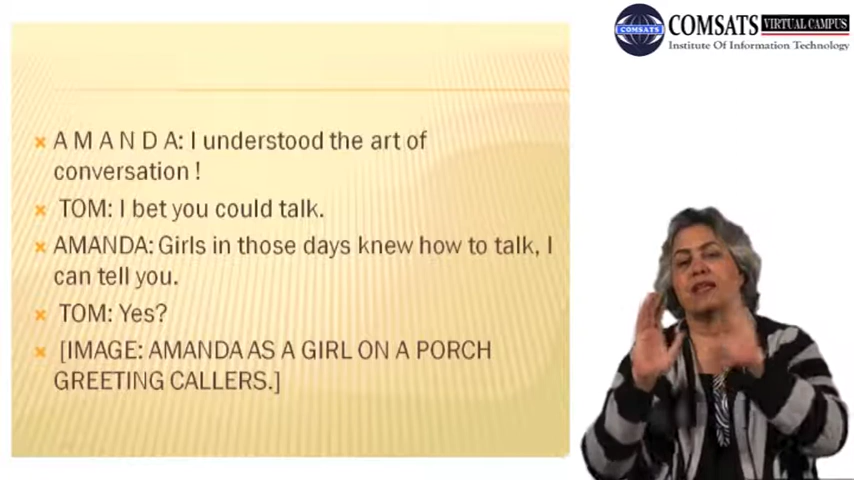 COMSATS VIRTUAL CAMPUS
COMSATS
Institute Of Information Technology
A M A N D A: I understood the art of
conversation !
TOM: I bet you could talk.
AMANDA: Girls in those days knew how to talk, I
can tell you.
TOM: Yes?
[IMAGE: AMANDA AS A GIRL ON A PORCH
GREETING CALLERS.]